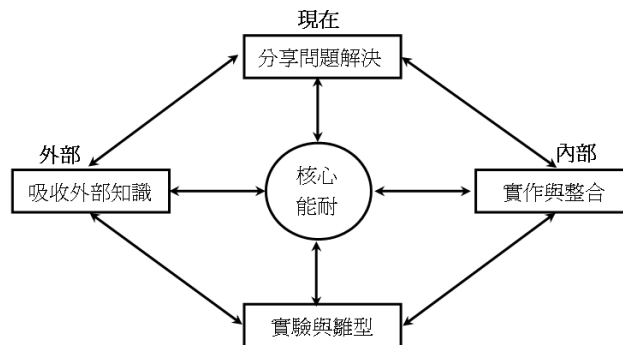 現在
分享問題解決
外部
內部
吸收外部知識
核心
能耐
實作與整合
實驗與雛型